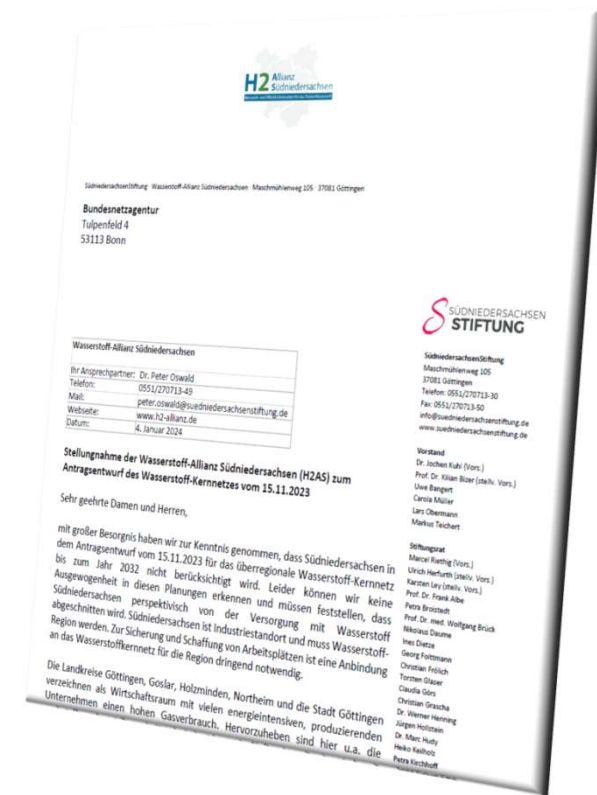 H2 Allianz
Südniedersachsen
SüdniedersachsenStiftung · Wasserstoff-Allianz Südniedersachsen · Maschmühlenweg 105 · 37081 Göttingen
Bundesnetzagentur
Tulpenfeld 4
53113 Bonn
SÜDNIEDERSACHSEN
STIFTUNG
Wasserstoff-Allianz Südniedersachsen
Ihr Ansprechpartner: Dr. Peter Oswald
Telefon: 0551/270713-49
Mail: peter.oswald@suedniedersachsenstiftung.de
Webseite: www.h2-allianz.de
Datum: 4. Januar 2024
Stellungnahme der Wasserstoff-Allianz Südniedersachsen (H2AS) zum
Antragsentwurf des Wasserstoff-Kernnetzes vom 15.11.2023
Sehr geehrte Damen und Herren,
mit großer Besorgnis haben wir zur Kenntnis genommen, dass Südniedersachsen in
dem Antragsentwurf vom 15.11.2023 für das überregionale Wasserstoff-Kernnetz
bis zum Jahr 2032 nicht berücksichtigt wird. Leider können wir keine
Ausgewogenheit in diesen Planungen erkennen und müssen feststellen, dass
Südniedersachsen perspektivisch von der Versorgung mit Wasserstoff
abgeschnitten wird. Südniedersachsen ist Industriestandort und muss Wasserstoff-
Region werden. Zur Sicherung und Schaffung von Arbeitsplätzen ist eine Anbindung
an das Wasserstoffkernnetz für die Region dringend notwendig.
Die Landkreise Göttingen, Goslar, Holzminden, Northeim und die Stadt Göttingen
verzeichnen als Wirtschaftsraum mit vielen energieintensiven, produzierenden
Unternehmen einen hohen Gasverbrauch. Hervorzuheben sind hier u.a. die
SüdniedersachsenStiftung
Maschmühlenweg 105
37081 Göttingen
Telefon: 0551/270713-30
Fax: 0551/270713-50
info@suedniedersachsenstiftung.de
www.suedniedersachsenstiftung.de
Vorstand
Dr. Jochen Kuhl (Vors.)
Prof. Dr. Kilian Bizer (stellv. Vors.)
Uwe Bangert
Carola Müller
Lars Obermann
Markus Teichert
Stiftungsrat
Marcel Riethig (Vors.)
Ulrich Herfurth (stellv. Vors.)
Karsten Ley (stellv. Vors.)
Prof. Dr. Frank Albe
Petra Broistedt
Prof. Dr. med. Wolfgang Brück
Nikolaus Daume
Ines Dietze
Georg Folttmann
Christian Frölich
Torsten Glaser
Claudia Görs
Christian Grascha
Dr. Werner Henning
Jürgen Hollstein
Dr. Marc Hudy
Heiko Keilholz
Petra Kirchhoff